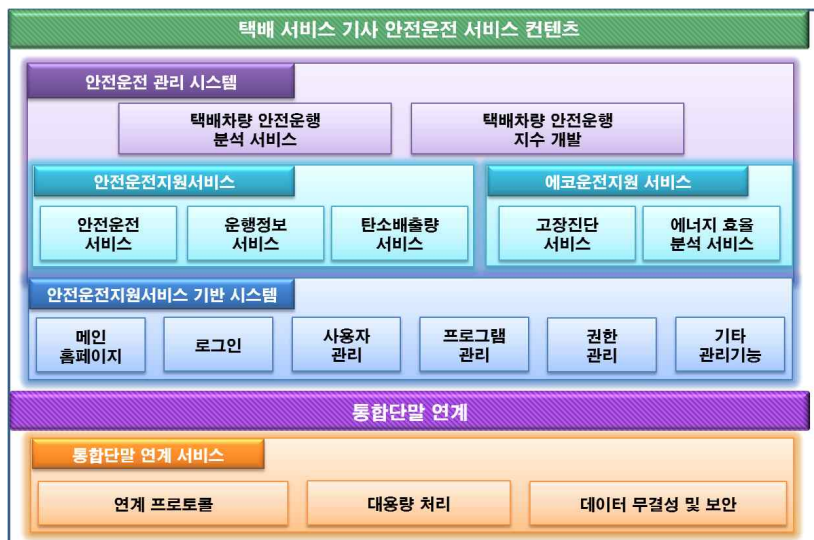 택배 서비스 기사 안전운전 서비스 컨텐츠
안전운전 관리 시스템
택배차량 안전운행
분석 서비스
택배차량 안전운행
지수 개발
안전운전지원서비스
안전운전
서비스
운행정보
서비스
탄소배출량
서비스
에코운전지원 서비스
고장진단
서비스
에너지 효율
분석 서비스
안전운전지원서비스 기반 시스템
메인
홈페이지
로그인
사용자
관리
프로그램
관리
권한
관리
기타
관리기능
통합단말 연계
통합단말 연계 서비스
연계 프로토콜
대용량 처리
데이터 무결성 및 보안